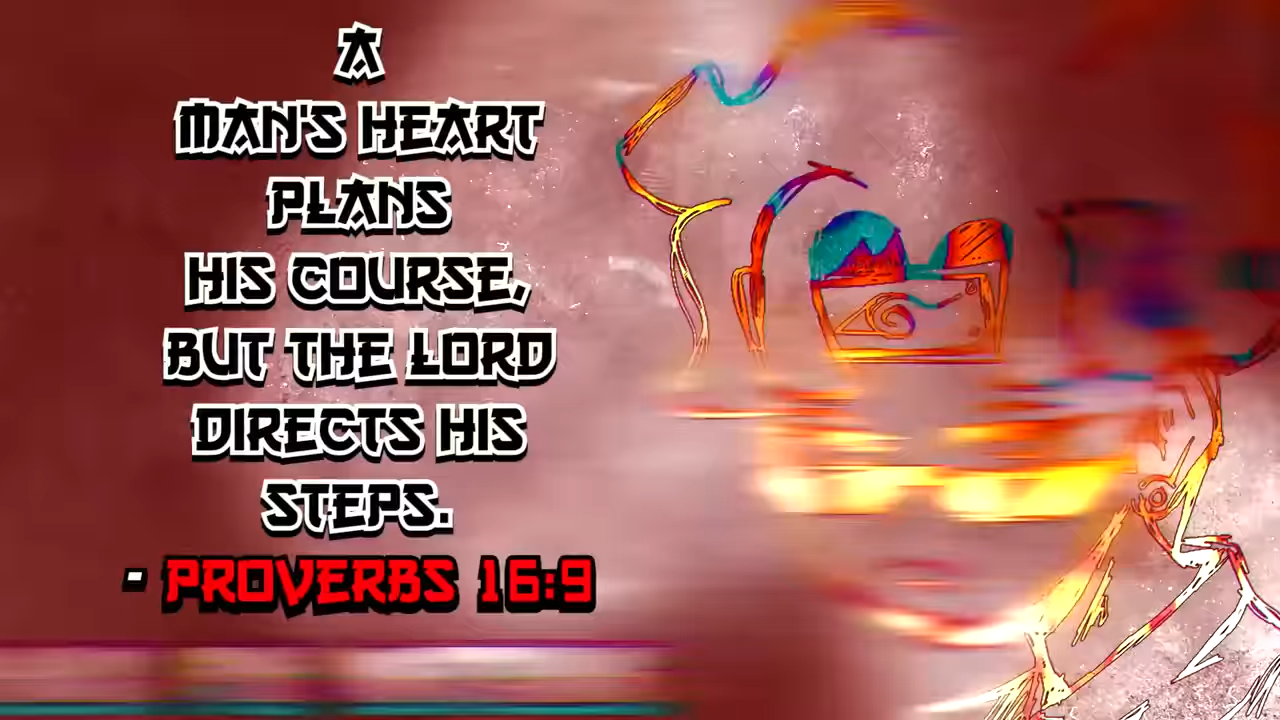 A
MAN'S HEART
PLANS
HIS COURSE,
BUT THE LORD
DIRECTS HIS
STEPS.
- PROVERBS 16:9